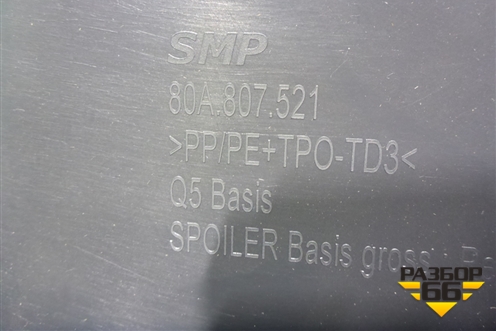 SMP
80A.807.521
>PP/PE+TPO-TD3<
Q5 Basis
SPOILER Basis
РАЗБОР
66